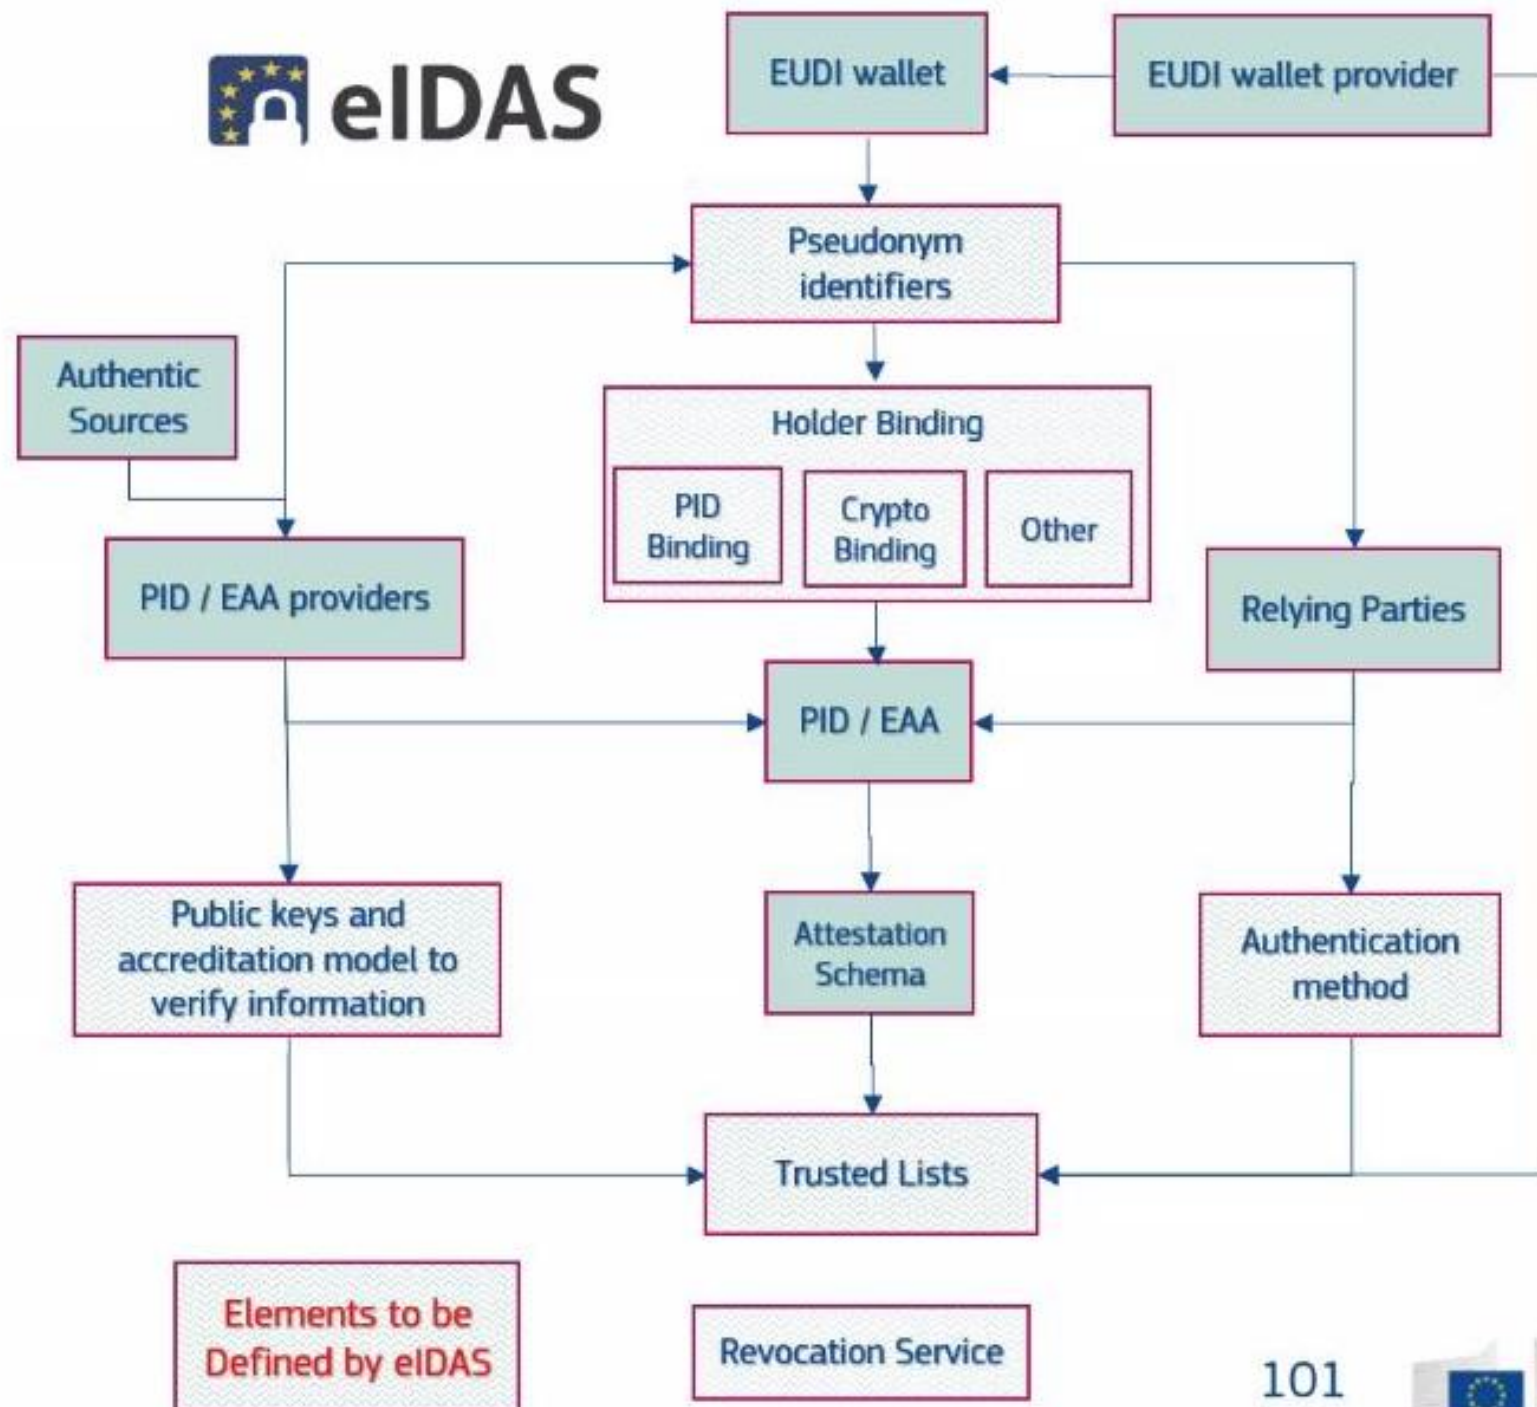 eIDAS
EUDI wallet
EUDI wallet provider
Pseudonym
identifiers
Authentic
Sources
Holder Binding
PID
Binding
Crypto
Binding
Other
PID / EAA providers
Relying Parties
PID / EAA
Public keys and
accreditation model to
verify information
Attestation
Schema
Authentication
method
Trusted Lists
Elements to be
Defined by eIDAS
Revocation Service
101